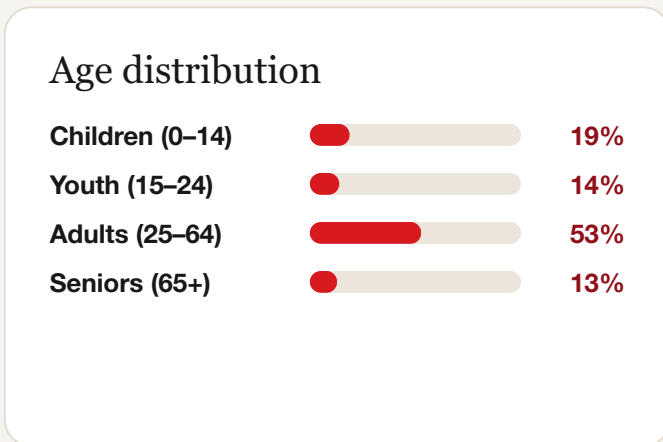 Age distribution
Children (0–14) 19%
Youth (15–24) 14%
Adults (25–64) 53%
Seniors (65+) 13%